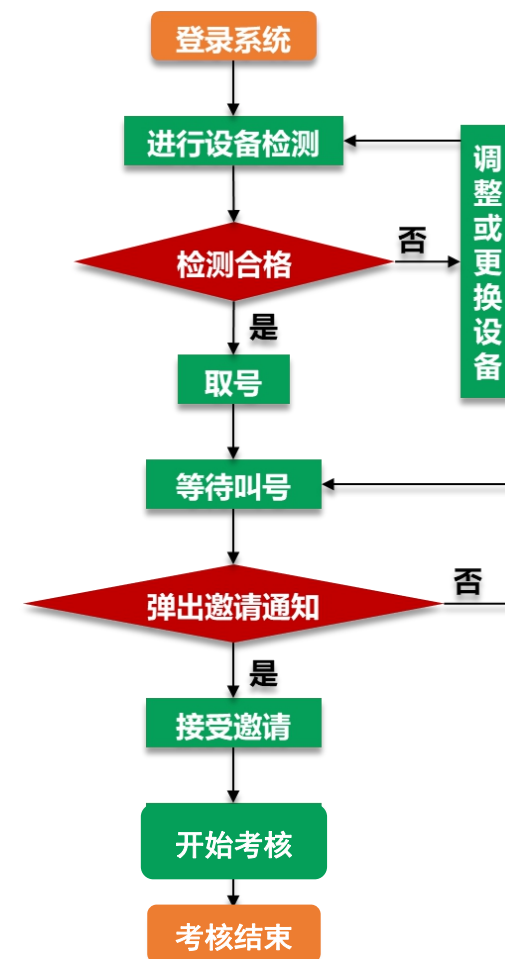 登录系统
进行设备检测
调整或更换设备
检测合格
否
是
取号
等待叫号
弹出邀请通知
否
是
接受邀请
开始考核
考核结束